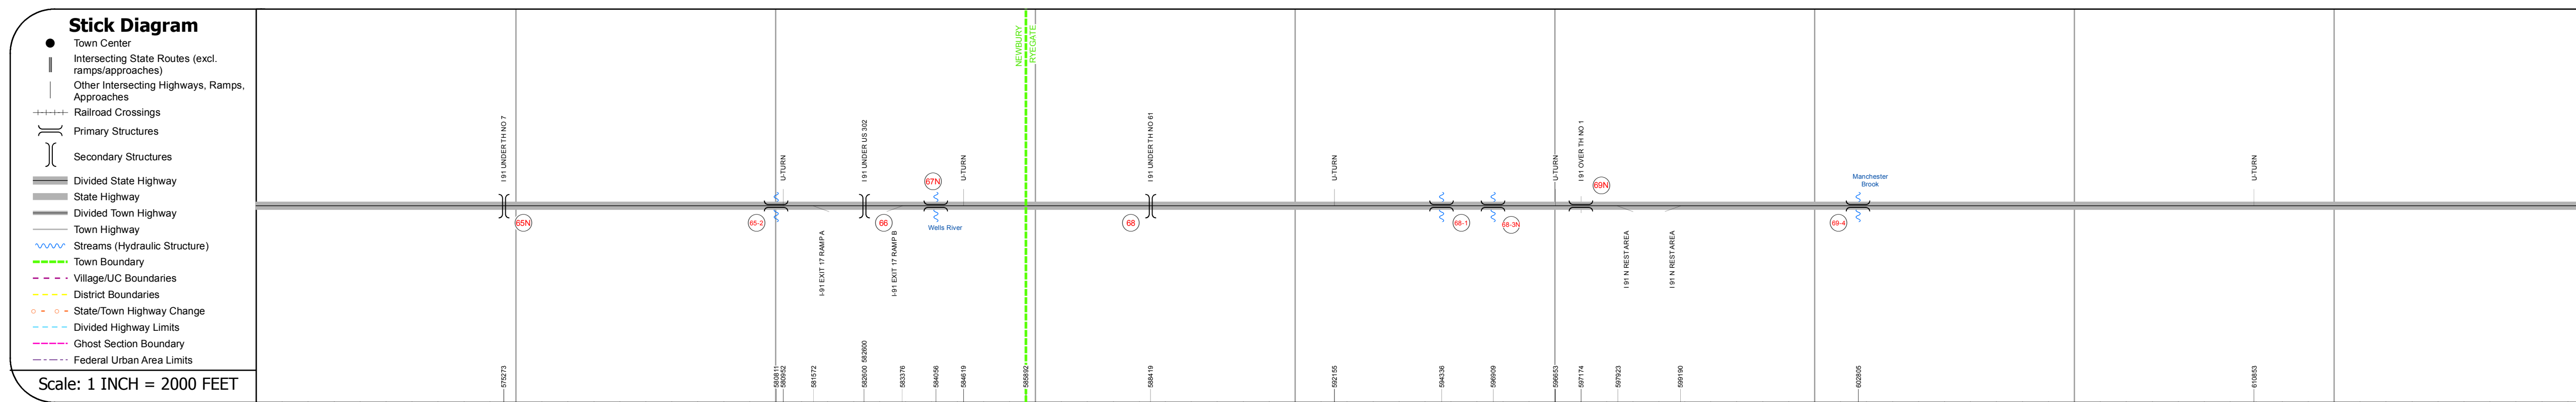 Stick Diagram
Town Center
Intersecting State Routes (excl.
ramps/approaches)
Other Intersecting Highways, Ramps,
Approaches
Railroad Crossings
Primary Structures
Secondary Structures
Divided State Highway
State Highway
Divided Town Highway
Town Highway
Streams (Hydraulic Structure)
Town Boundary
Village/UC Boundaries
District Boundaries
State/Town Highway Change
Divided Highway Limits
Ghost Section Boundary
Federal Urban Area Limits
Scale: 1 INCH = 2000 FEET
NEWBURY
RYEGATE
I 91 UNDER TH NO 7
U-TURN
I 91 UNDER US 302
U-TURN
I 91 UNDER TH NO 61
U-TURN
U-TURN
I 91 OVER TH NO 1
U-TURN
67N
69N
Manchester
Brook
65N
65-2
66
Wells River
68
68-1
68-3N
69-4
I-91 EXIT 17 RAMP A
I-91 EXIT 17 RAMP B
I 91 N REST AREA
I 91 N REST AREA
575273
580811
580952
581572
582600 582600
583376
584056
584619
585892
588419
592155
594336
596909
596653
597174
597923
599190
602805
610853